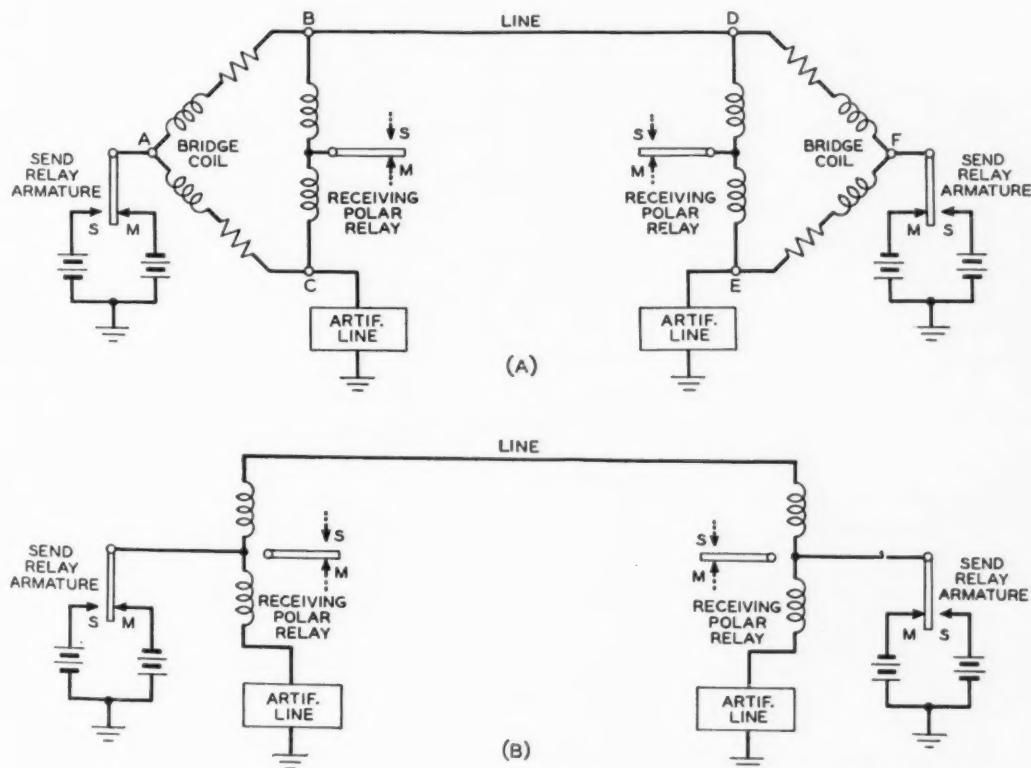 B
LINE
D
A
BRIDGE
COIL
S
M
RECEIVING
POLAR
RELAY
SEND
RELAY
ARMATURE
S
M
C
ARTIF.
LINE
S
M
RECEIVING
POLAR
RELAY
BRIDGE
COIL
F
SEND
RELAY
ARMATURE
M
S
E
ARTIF.
LINE
(A)
LINE
SEND
RELAY
ARMATURE
S
M
S
M
RECEIVING
POLAR
RELAY
ARTIF.
LINE
S
M
RECEIVING
POLAR
RELAY
SEND
RELAY
ARMATURE
M
S
ARTIF.
LINE
(B)